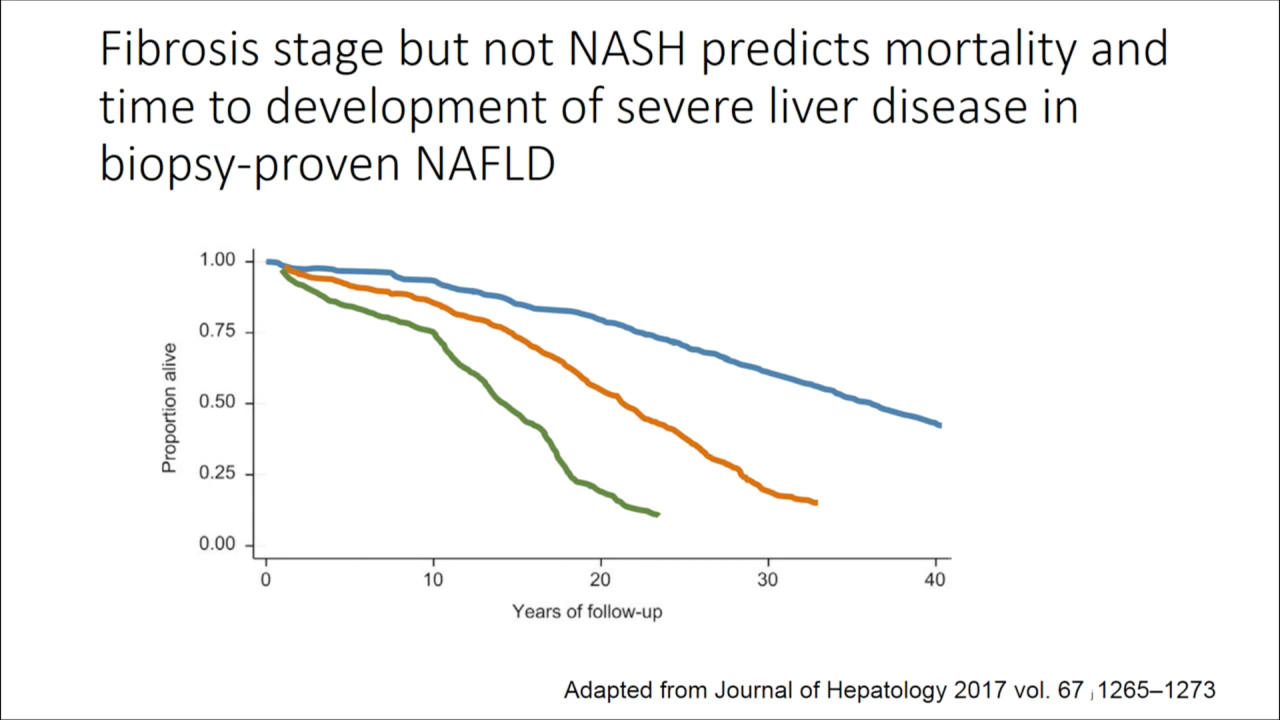 Fibrosis stage but not NASH predicts mortality and
time to development of severe liver disease in
biopsy-proven NAFLD
1.00
0.75
0.50
0.25
0.00
Proportion alive
0
10
20
30
40
Years of follow-up
Adapted from Journal of Hepatology 2017 vol. 67 j 1265–1273